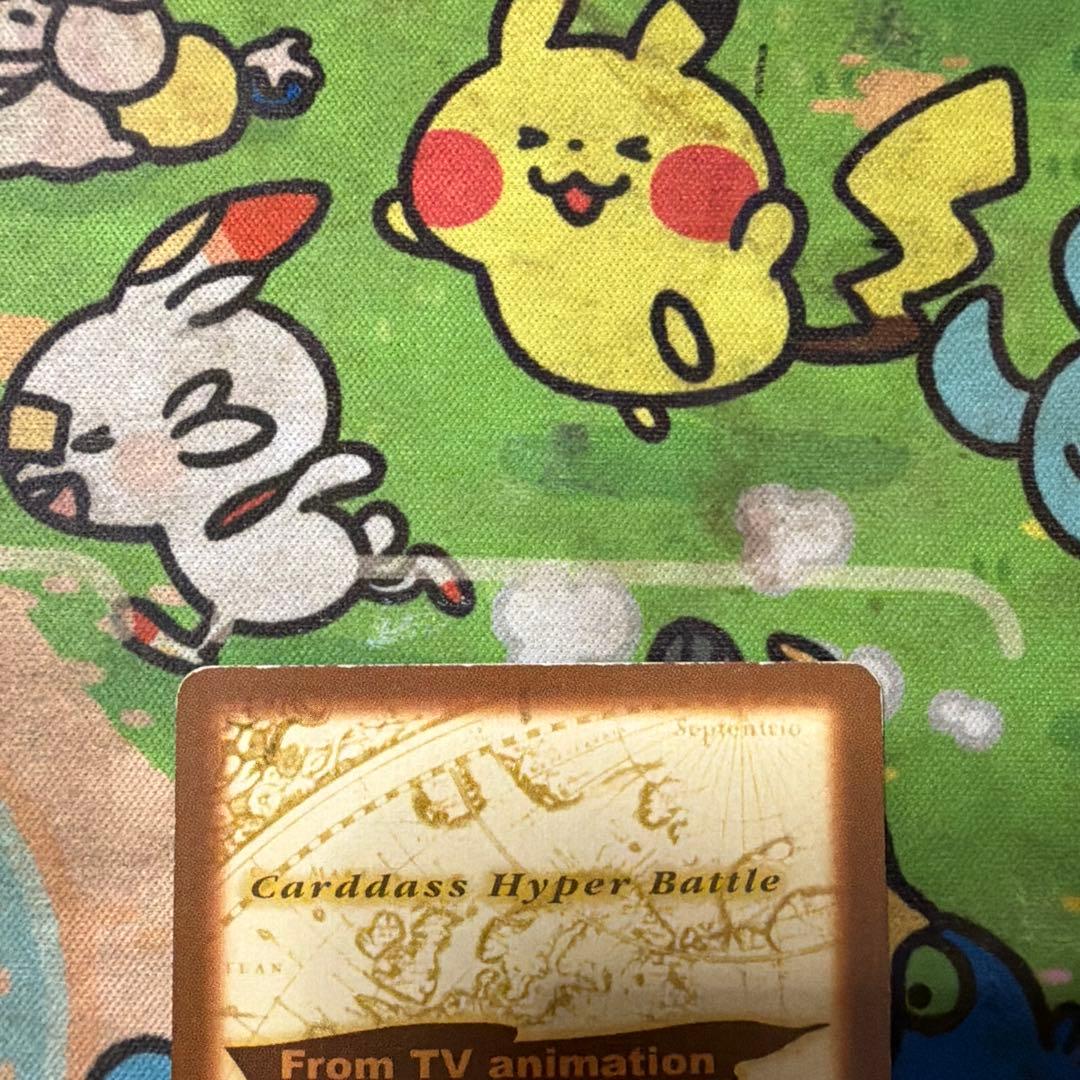 Septentrio
Carddass Hyper Battle
From TV animation